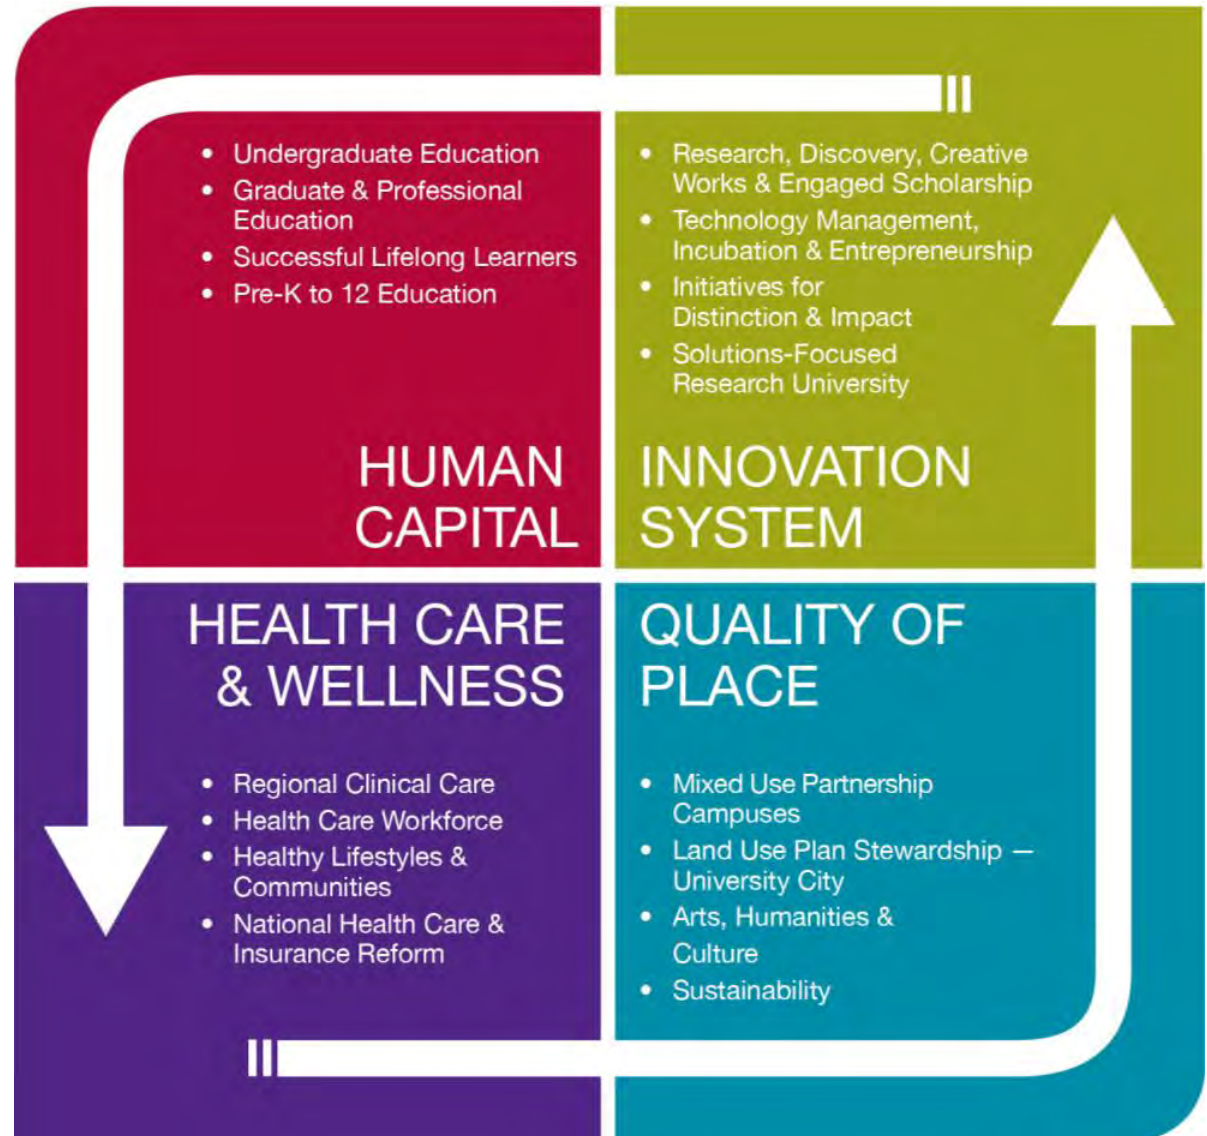 • Undergraduate Education
• Graduate & Professional
Education
• Successful Lifelong Learners
• Pre-K to 12 Education
HUMAN
CAPITAL
• Research, Discovery, Creative
Works & Engaged Scholarship
• Technology Management,
Incubation & Entrepreneurship
• Initiatives for
Distinction & Impact
• Solutions-Focused
Research University
INNOVATION
SYSTEM
HEALTH CARE
& WELLNESS
• Regional Clinical Care
• Health Care Workforce
• Healthy Lifestyles &
Communities
• National Health Care &
Insurance Reform
QUALITY OF
PLACE
• Mixed Use Partnership
Campuses
• Land Use Plan Stewardship —
University City
• Arts, Humanities &
Culture
• Sustainability